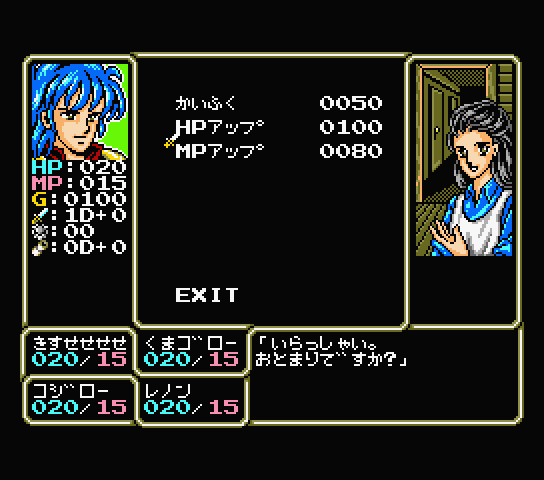 かいふく 0050
HPアップ 0100
MPアップ 0080
EXIT
HP:020
MP:015
G:0100
:1D+0
:00
:0D+0
きすせせせせ
020/15
くまゴロー
020/15
コジロー
020/15
レノン
020/15
「いらっしゃい。
おとまりですか?」